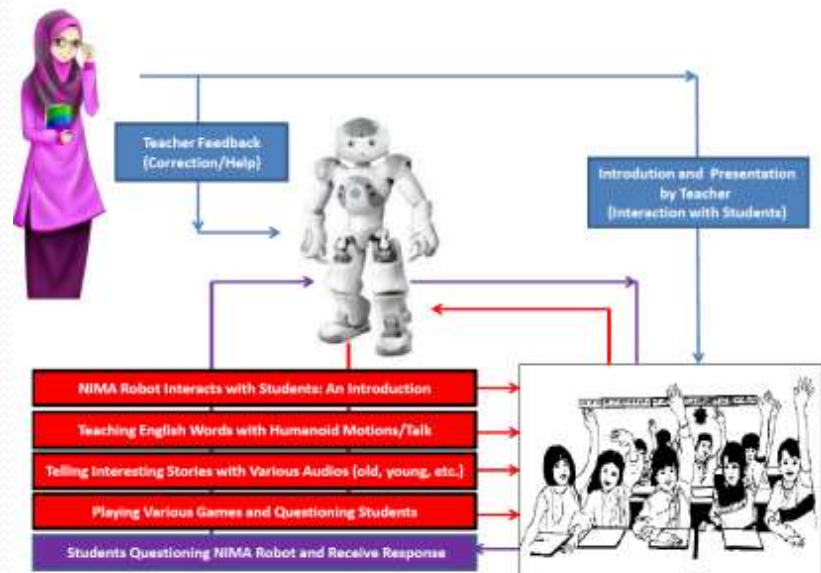 Teacher Feedback
(Correction/Help)
Introdution and Presentation
by Teacher
(Interaction with Students)
NIMA Robot Interacts with Students: An Introduction
Teaching English Words with Humanoid Motions/Talk
Telling Interesting Stories with Various Audios (old, young, etc.)
Playing Various Games and Questioning Students
Students Questioning NIMA Robot and Receive Response